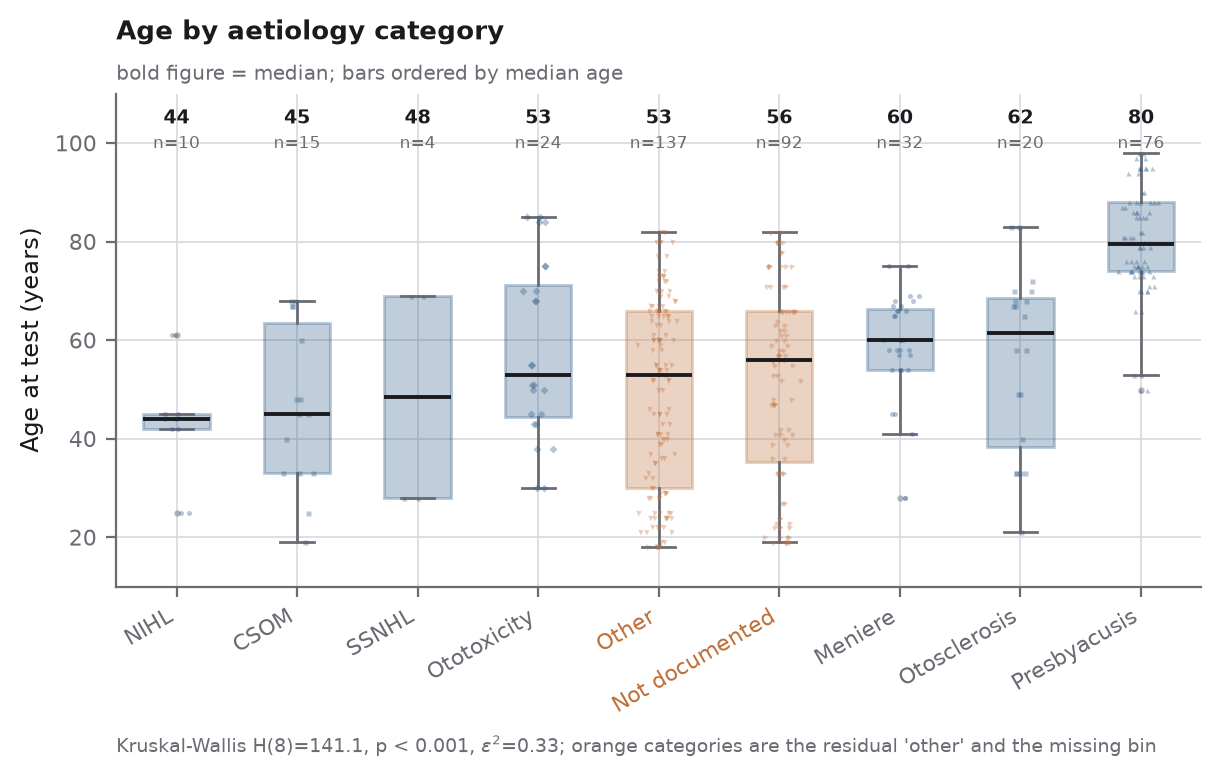 Age by aetiology category
bold figure = median; bars ordered by median age
44 45 48 53 53 56 60 62 80
n=10 n=15 n=4 n=24 n=137 n=92 n=32 n=20 n=76
Age at test (years)
100
80
60
40
20
NIHL CSOM SSNHL Ototoxicity Other Not documented Meniere Otosclerosis Presbyacusis
Kruskal-Wallis H(8)=141.1, p < 0.001, ε²=0.33; orange categories are the residual 'other' and the missing bin